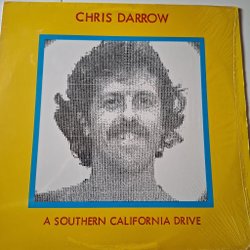 CHRIS DARROW
A SOUTHERN CALIFORNIA DRIVE